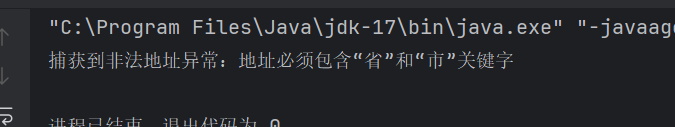 "C:\Program Files\Java\jdk-17\bin\java.exe" "-javaag
捕获到非法地址异常：地址必须包含“省”和“市”关键字
进程已结束，退出代码为 0